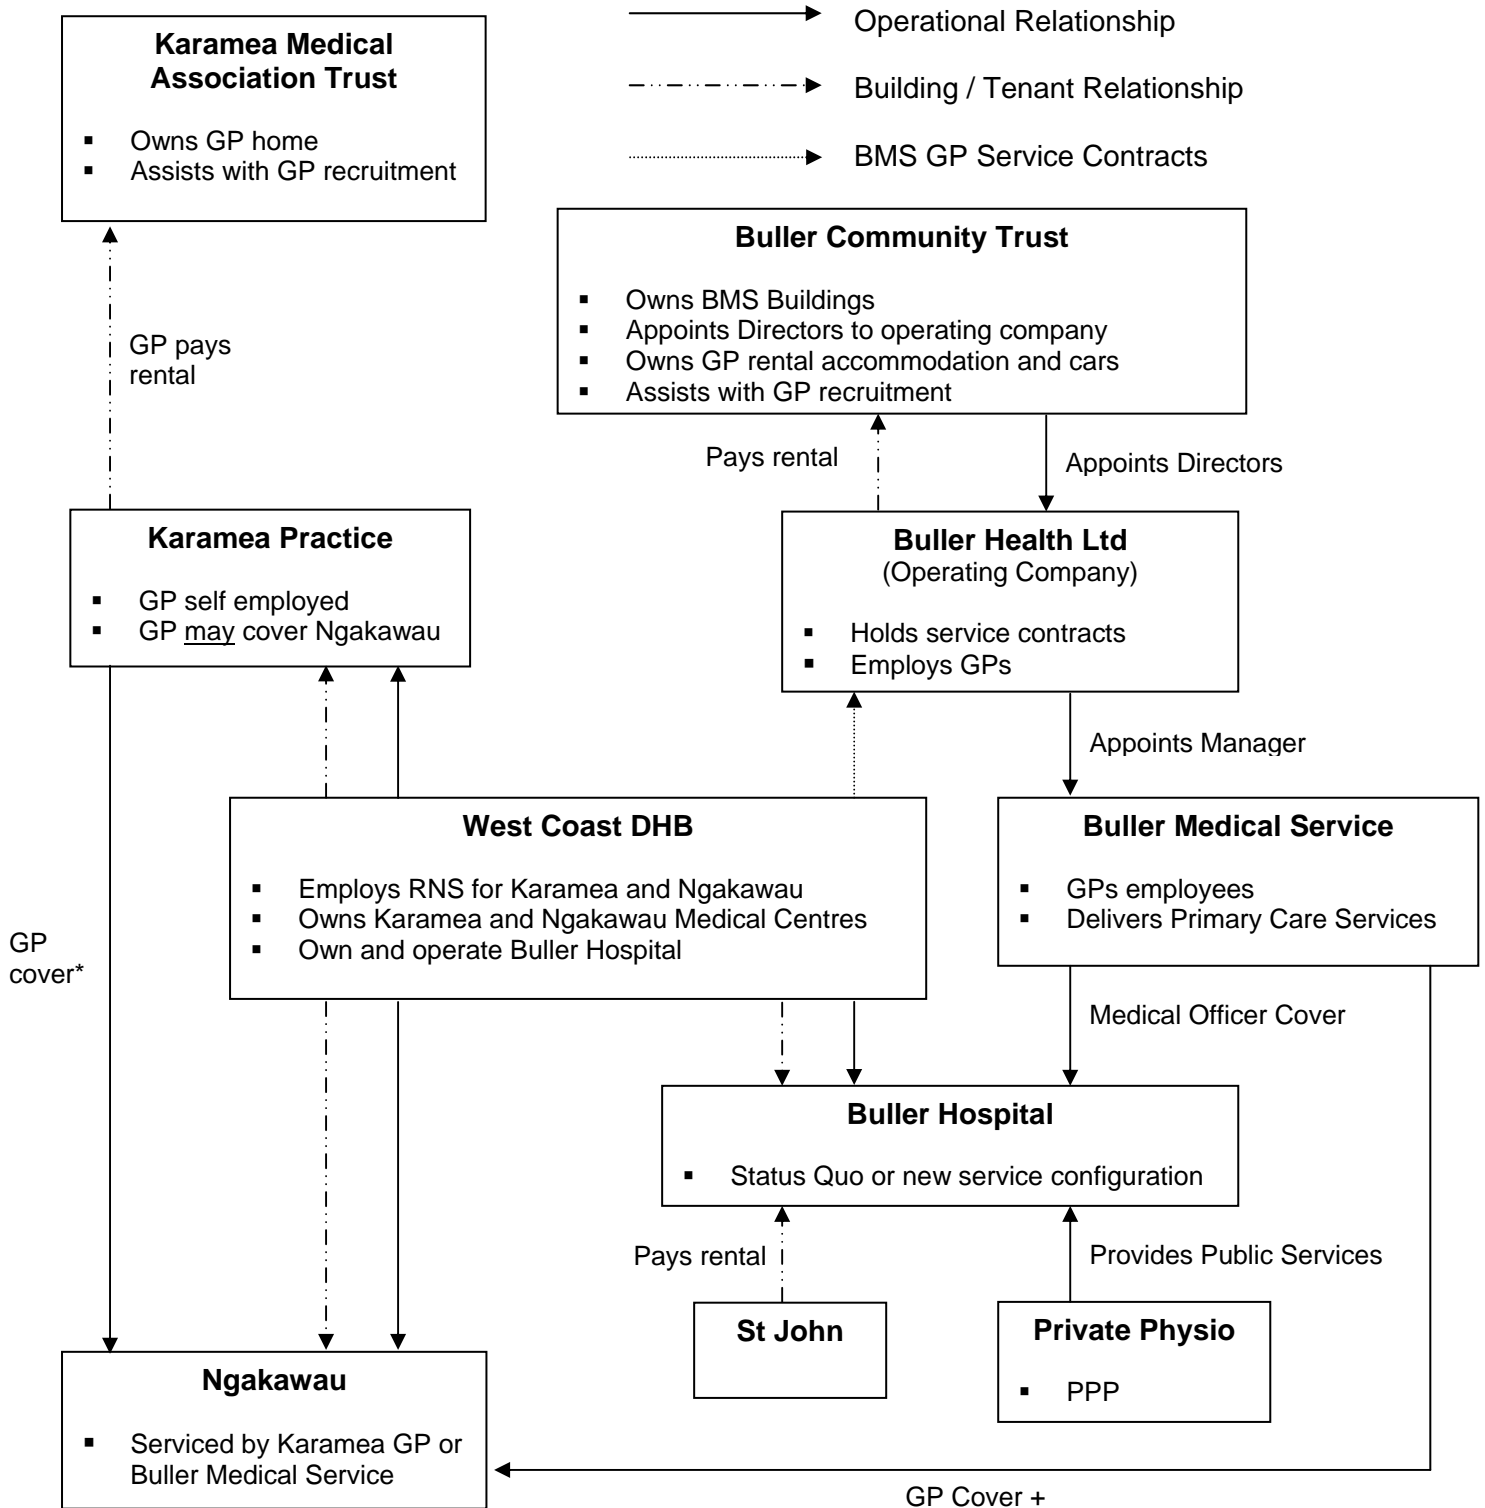 Karamea Medical
Association Trust
▪ Owns GP home
▪ Assists with GP recruitment
Operational Relationship
Building / Tenant Relationship
BMS GP Service Contracts
Buller Community Trust
▪ Owns BMS Buildings
▪ Appoints Directors to operating company
▪ Owns GP rental accommodation and cars
▪ Assists with GP recruitment
GP pays
rental
Pays rental
Appoints Directors
Karamea Practice
▪ GP self employed
▪ GP may cover Ngakawau
Buller Health Ltd
(Operating Company)
▪ Holds service contracts
▪ Employs GPs
Appoints Manager
West Coast DHB
▪ Employs RNS for Karamea and Ngakawau
▪ Owns Karamea and Ngakawau Medical Centres
▪ Own and operate Buller Hospital
Buller Medical Service
▪ GPs employees
▪ Delivers Primary Care Services
GP
cover*
Medical Officer Cover
Buller Hospital
▪ Status Quo or new service configuration
Pays rental
Provides Public Services
St John
Private Physio
▪ PPP
Ngakawau
▪ Serviced by Karamea GP or
Buller Medical Service
GP Cover +